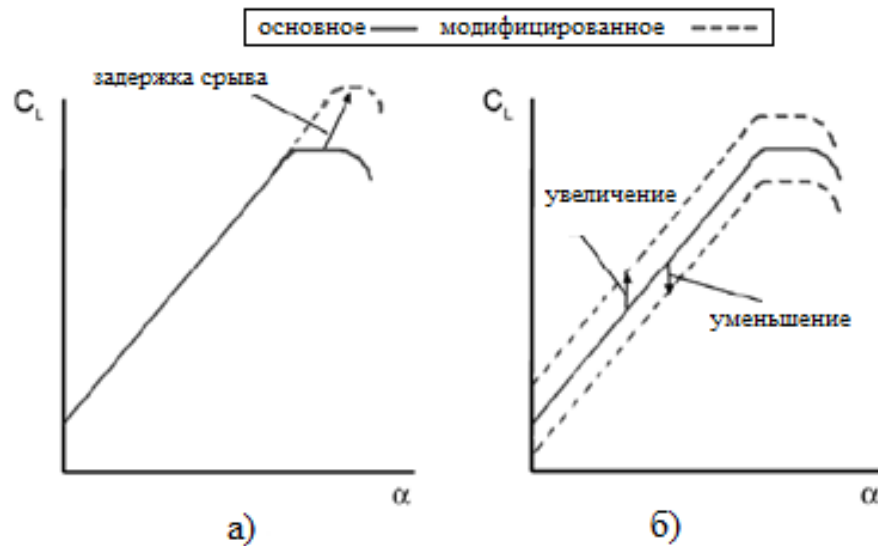 основное модифицированное
задержка срыва
C_L
α
а)
C_L
увеличение
уменьшение
α
б)